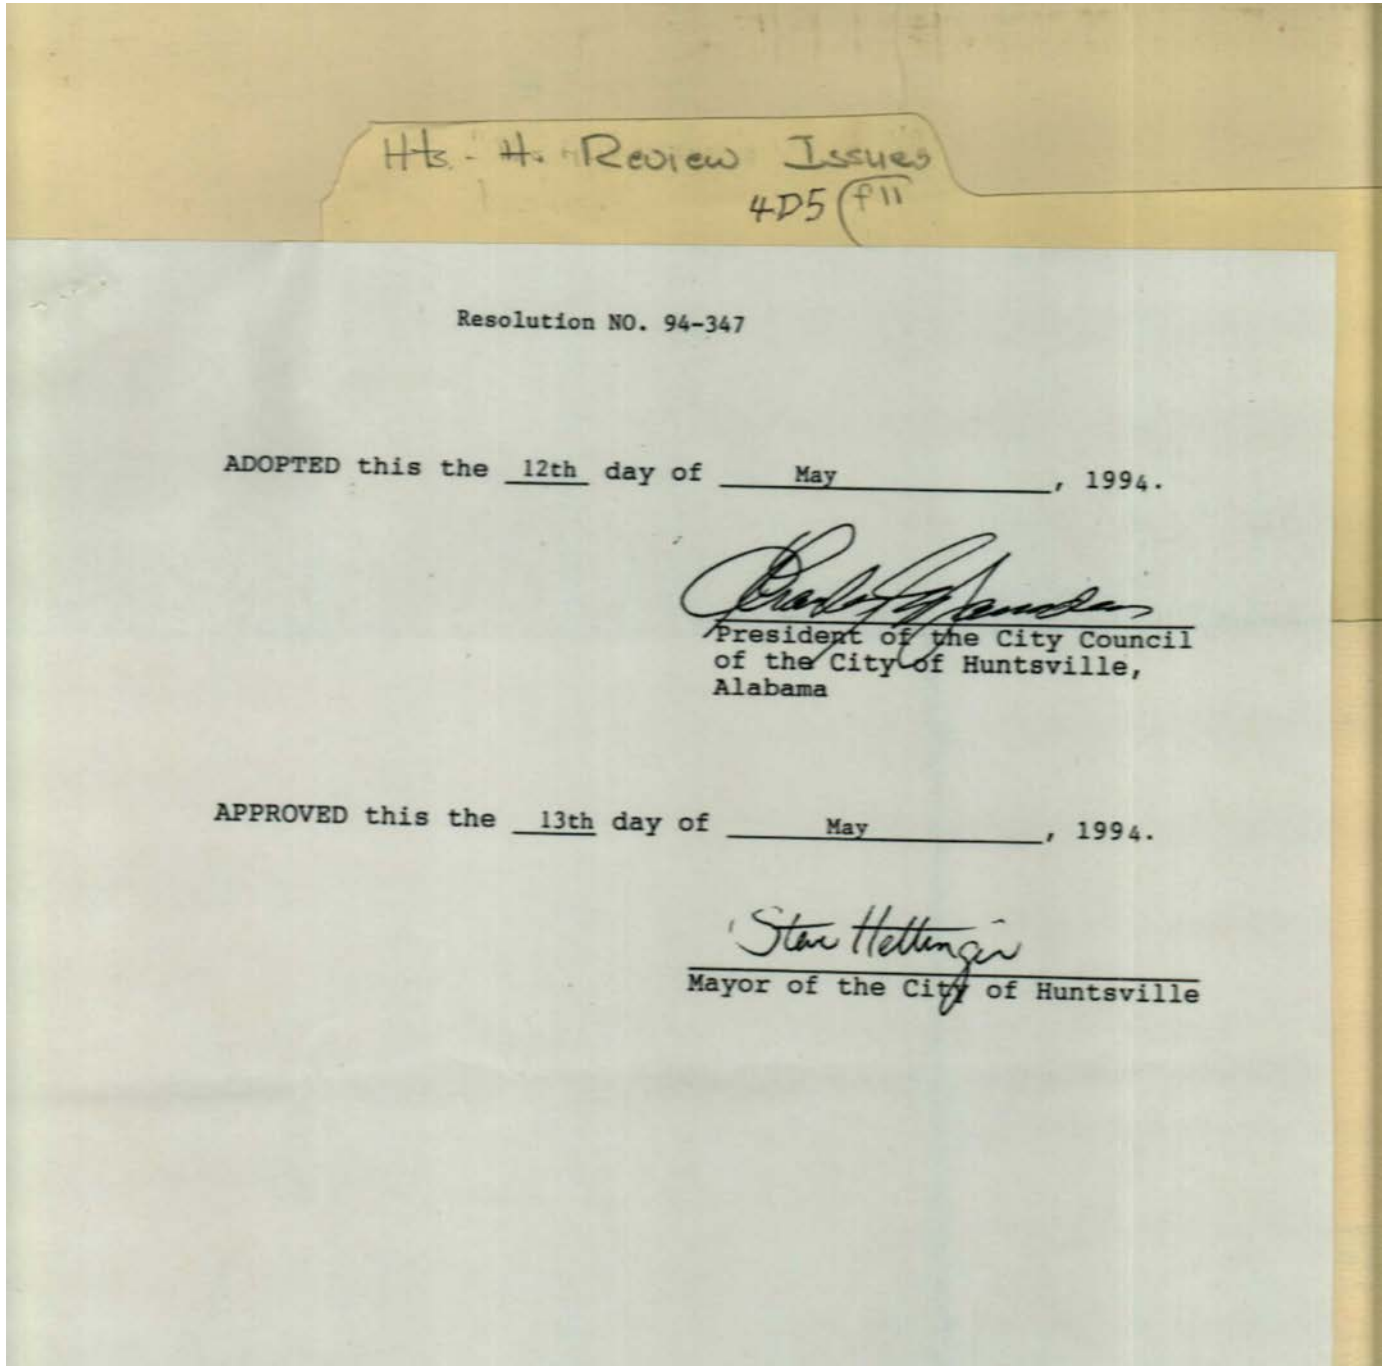 Hts. H. Review Issues
4D5 (f11
Resolution NO. 94-347
ADOPTED this the 12th day of May, 1994.
President of the City Council
of the City of Huntsville,
Alabama
APPROVED this the 13th day of May, 1994.
Steve Hettinger
Mayor of the City of Huntsville